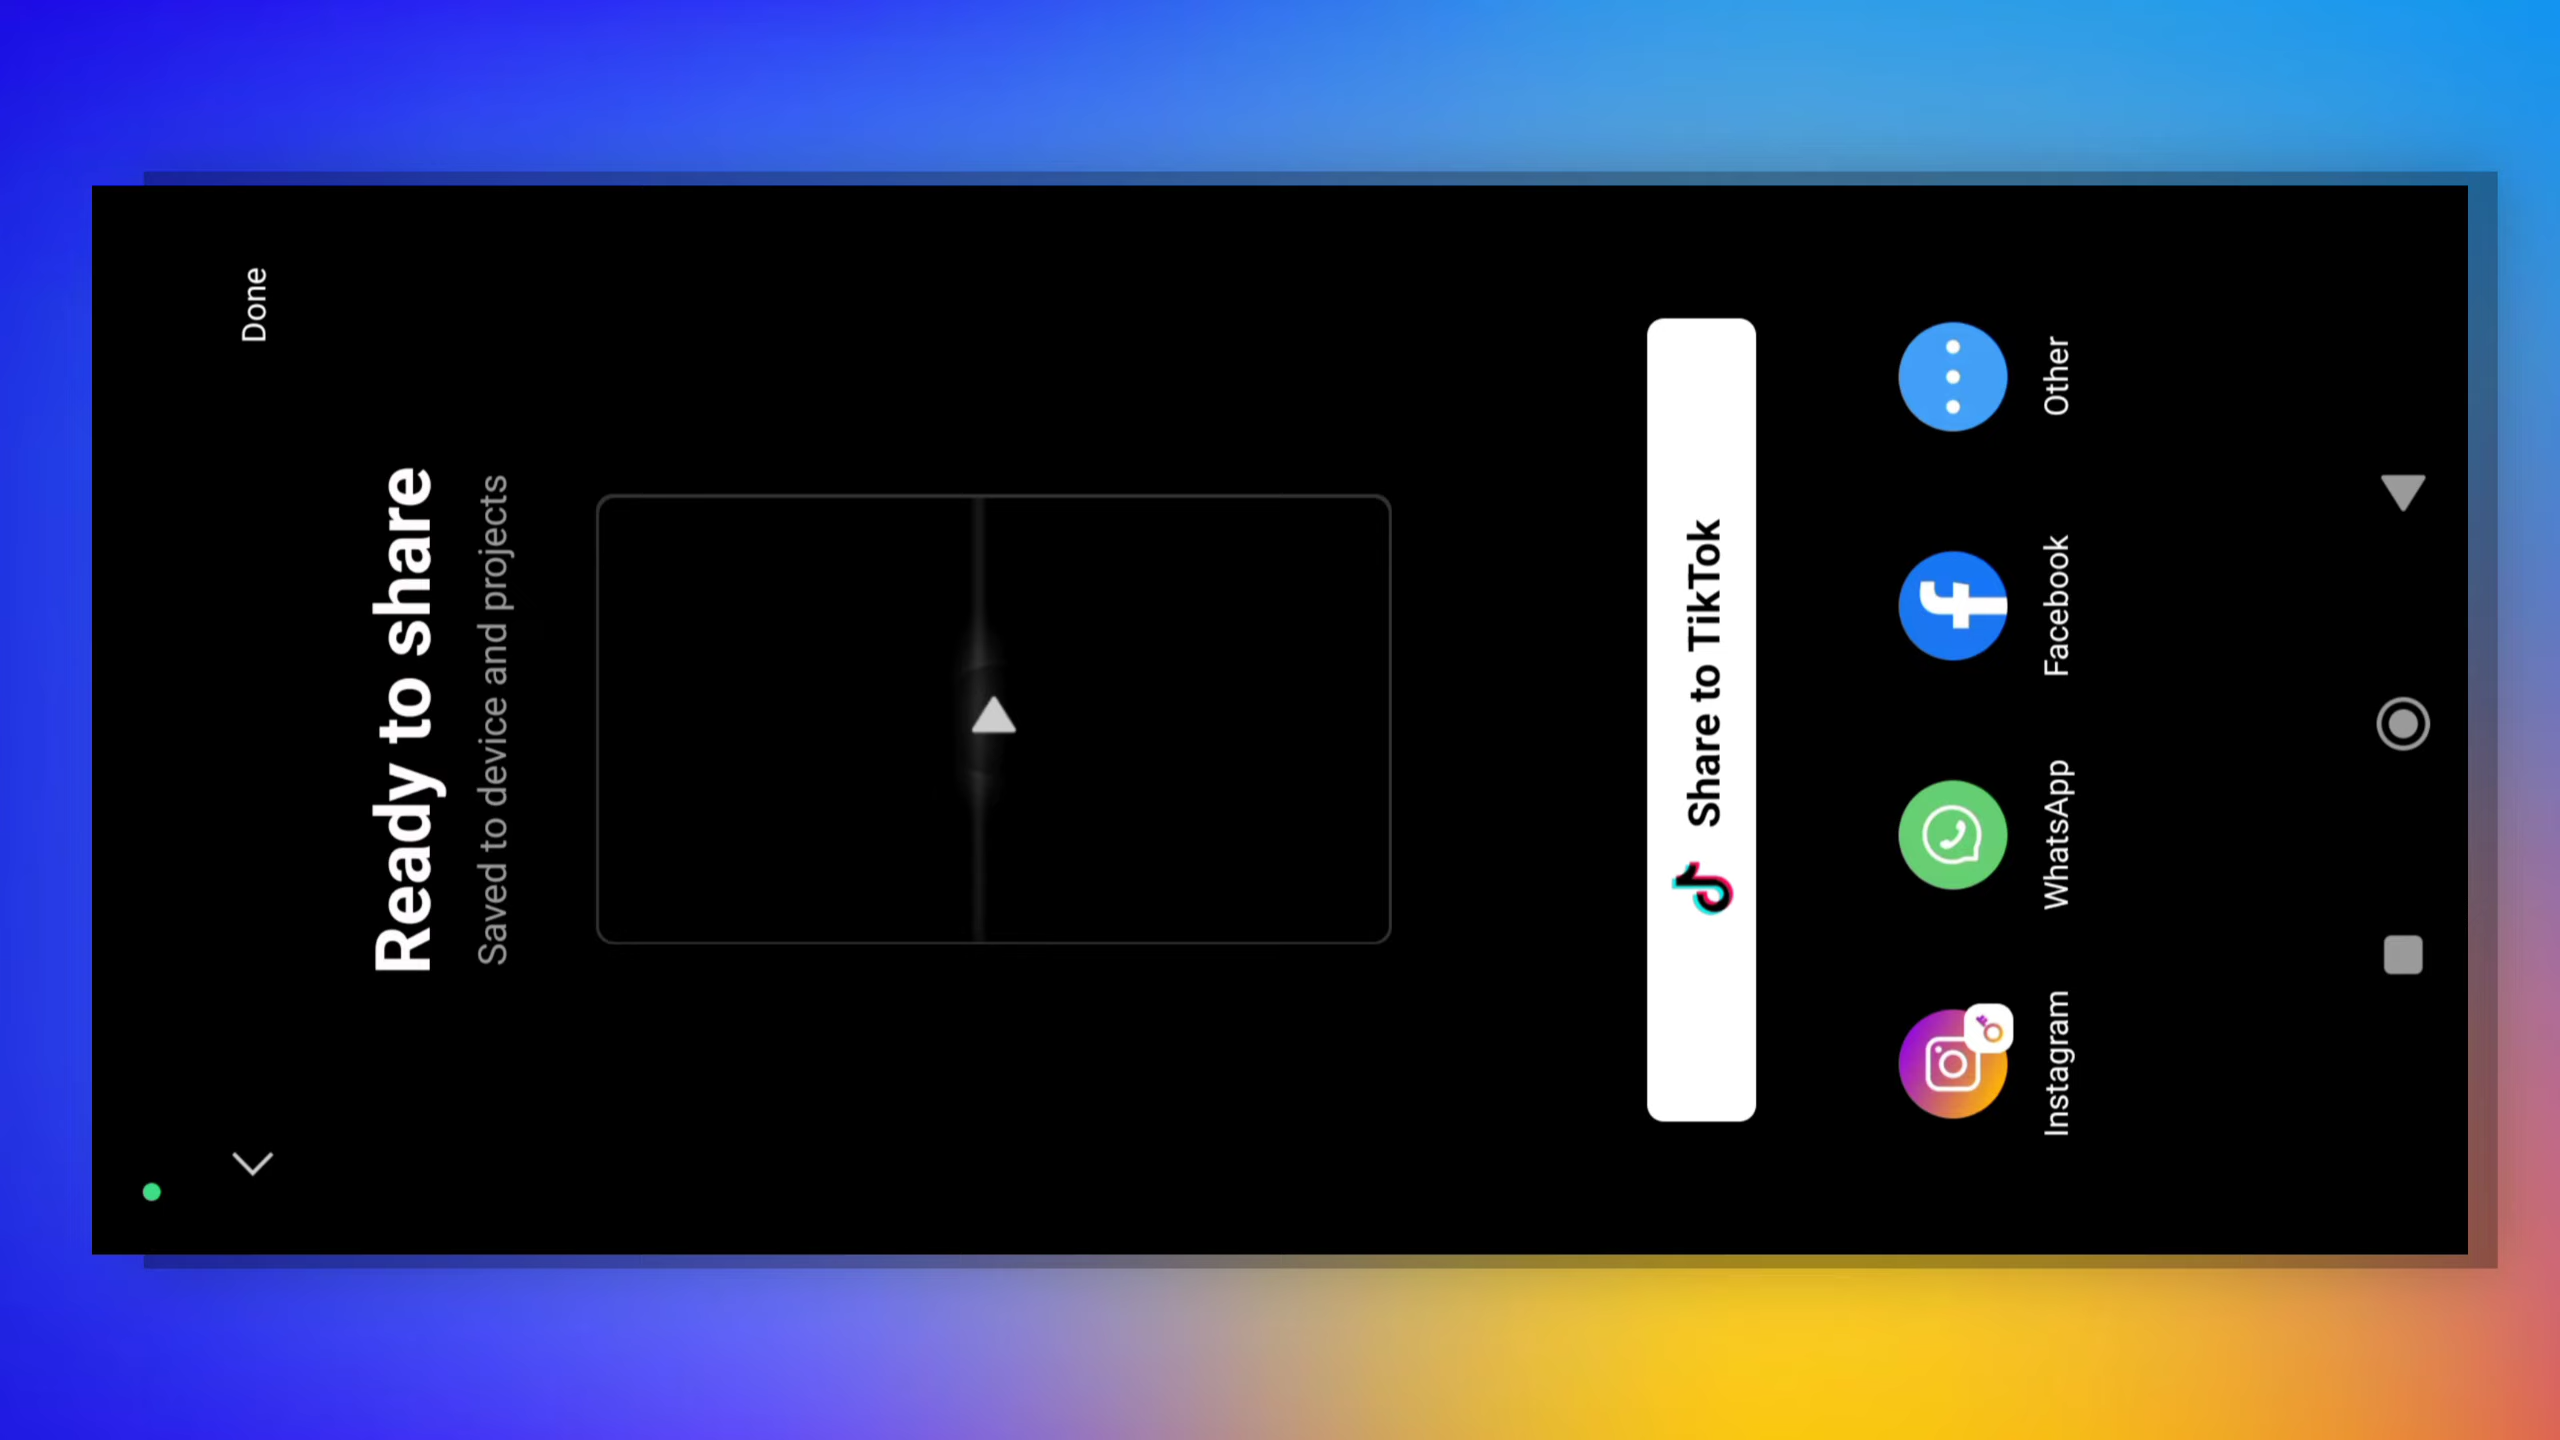 Done
Ready to share
Saved to device and projects
Share to TikTok
Instagram
WhatsApp
Facebook
Other